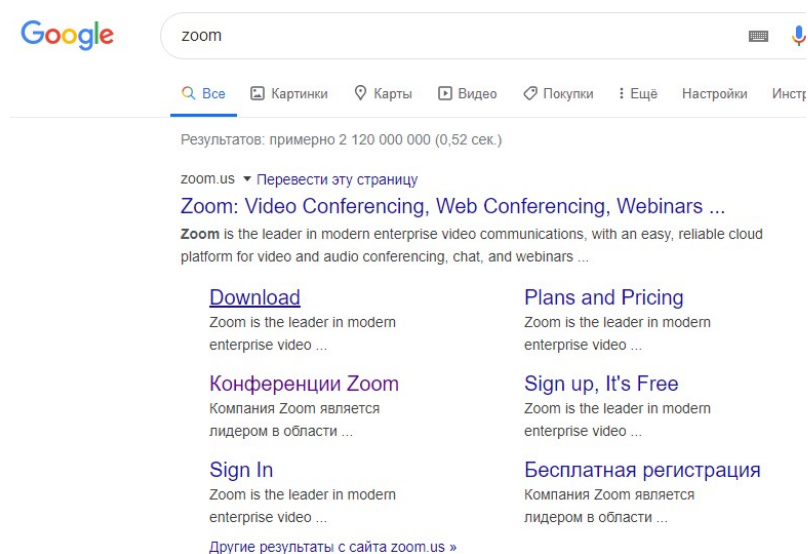 Google
zoom
Все Картинки Карты Видео Покупки Ещё Настройки Инстр
Результатов: примерно 2 120 000 000 (0,52 сек.)
zoom.us Перевести эту страницу
Zoom: Video Conferencing, Web Conferencing, Webinars ...
Zoom is the leader in modern enterprise video communications, with an easy, reliable cloud
platform for video and audio conferencing, chat, and webinars ...
Download
Zoom is the leader in modern
enterprise video ...
Plans and Pricing
Zoom is the leader in modern
enterprise video ...
Конференции Zoom
Компания Zoom является
лидером в области ...
Sign up, It's Free
Zoom is the leader in modern
enterprise video ...
Sign In
Zoom is the leader in modern
enterprise video ...
Бесплатная регистрация
Компания Zoom является
лидером в области ...
Другие результаты с сайта zoom.us »